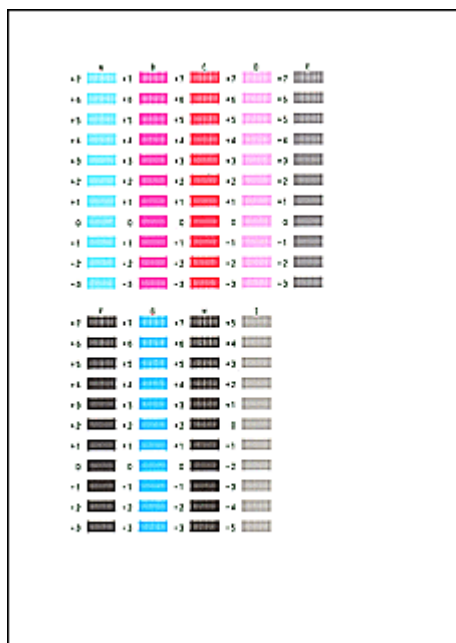 A B C D E
+7 +7 +7 +7 +7
+6 +6 +6 +6 +6
+5 +5 +5 +5 +5
+4 +4 +4 +4 +4
+3 +3 +3 +3 +3
+2 +2 +2 +2 +2
+1 +1 +1 +1 +1
0 0 0 0 0
-1 -1 -1 -1 -1
-2 -2 -2 -2 -2
-3 -3 -3 -3 -3
F G H I
+7 +7 +7 +5
+6 +6 +6 +4
+5 +5 +5 +3
+4 +4 +4 +2
+3 +3 +3 +1
+2 +2 +2 0
+1 +1 +1 -1
0 0 0 -2
-1 -1 -1 -3
-2 -2 -2 -4
-3 -3 -3 -5